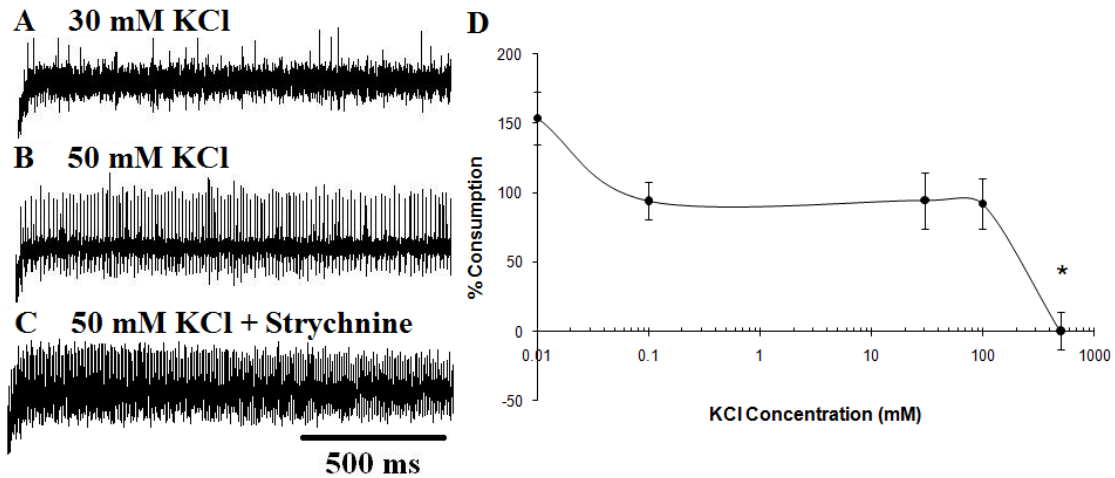 A 30 mM KCl
B 50 mM KCl
C 50 mM KCl + Strychnine
500 ms
D
200
150
100
50
0
-50
% Consumption
*
0.01 0.1 1 10 100 1000
KCl Concentration (mM)